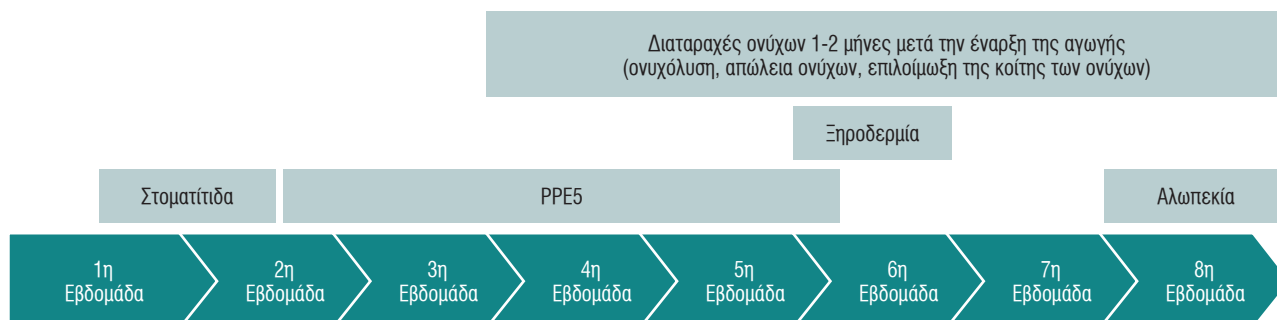 Διαταραχές ονύχων 1-2 μήνες μετά την έναρξη της αγωγής
(ονυχόλυση, απώλεια ονύχων, επιλοίμωξη της κοίτης των ονύχων)
Ξηροδερμία
Στοματίτιδα
PPE5
Αλωπεκία
1η
Εβδομάδα
2η
Εβδομάδα
3η
Εβδομάδα
4η
Εβδομάδα
5η
Εβδομάδα
6η
Εβδομάδα
7η
Εβδομάδα
8η
Εβδομάδα